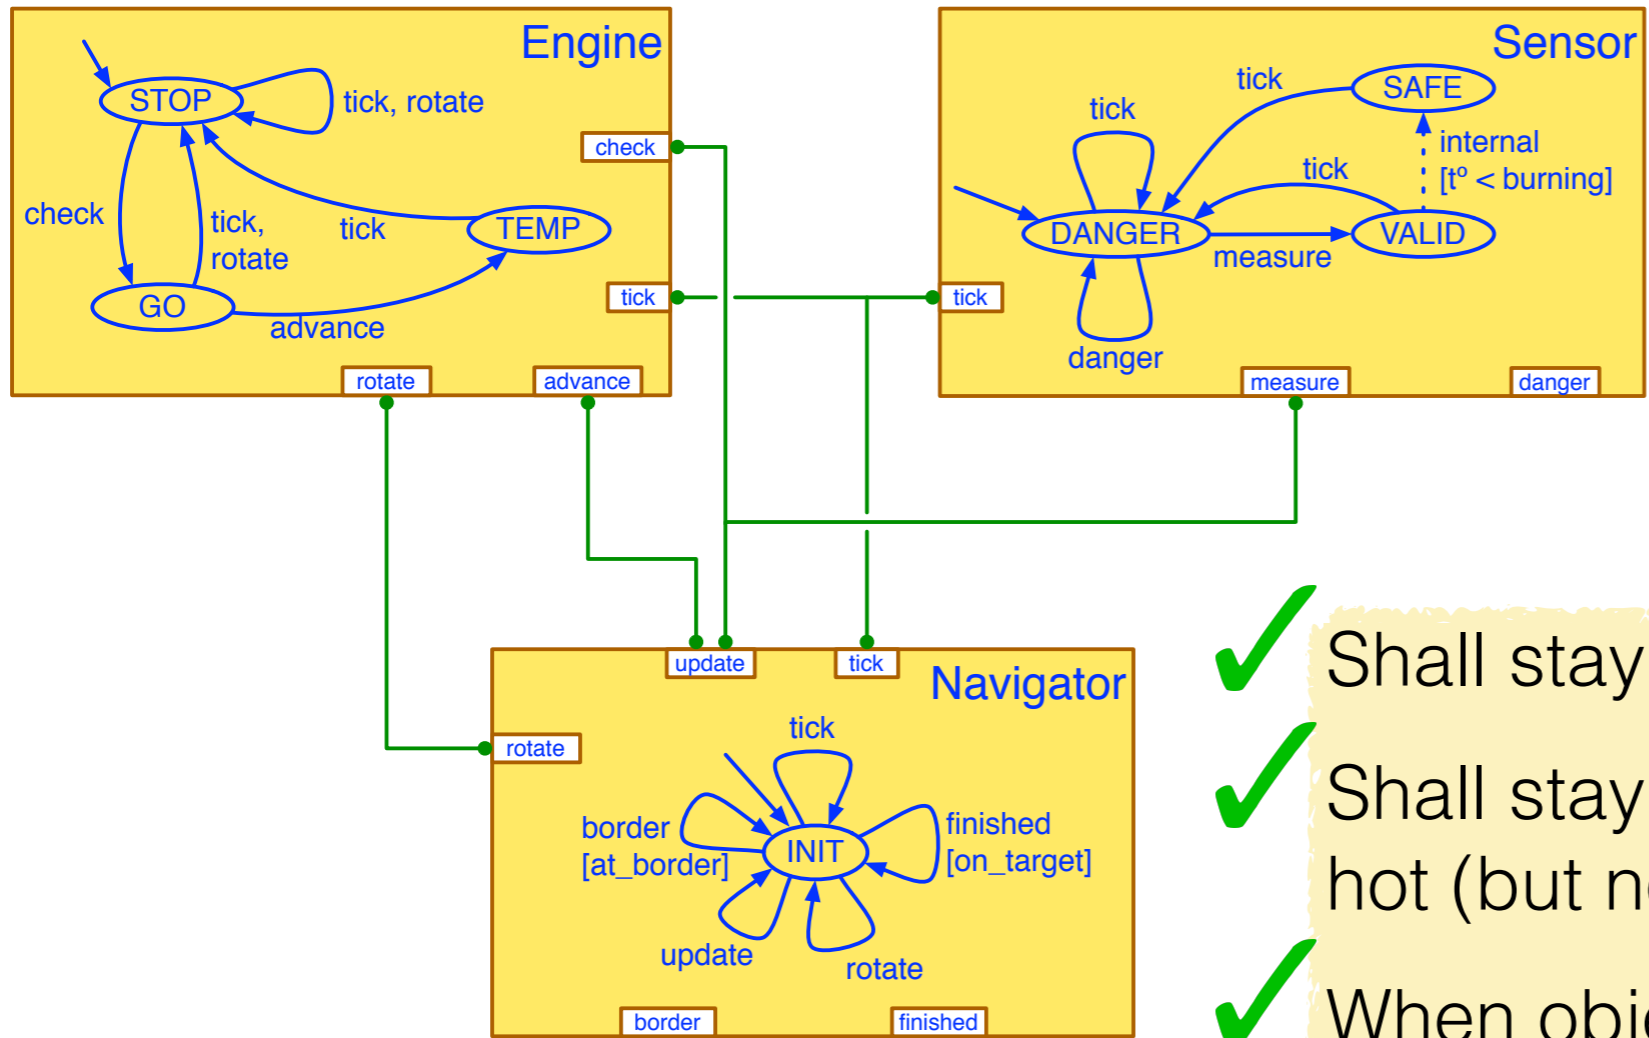 Engine
STOP
tick, rotate
check
check
tick,
rotate
tick
TEMP
GO
advance
tick
rotate
advance
Sensor
tick
SAFE
tick
internal
[tº < burning]
tick
DANGER
VALID
measure
tick
danger
measure
danger
update
tick
Navigator
rotate
tick
border
[at_border]
INIT
finished
[on_target]
update
rotate
border
finished
✓ Shall stay
✓ Shall stay
hot (but
✓ When